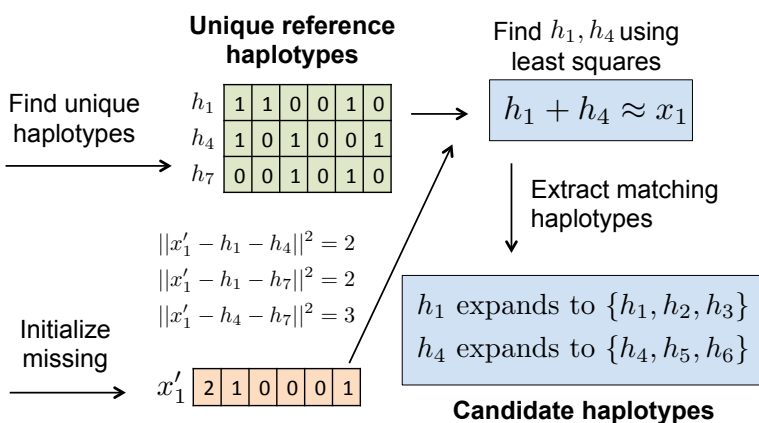 Unique reference
haplotypes
Find unique
haplotypes
h₁ 1 1 0 0 1 0
h₄ 1 0 1 0 0 1
h₇ 0 0 1 0 1 0
Find h₁, h₄ using
least squares
h₁ + h₄ ≈ x₁
Extract matching
haplotypes
||x′₁ − h₁ − h₄||² = 2
||x′₁ − h₁ − h₇||² = 2
||x′₁ − h₄ − h₇||² = 3
Initialize
missing
x′₁ 2 1 0 0 0 1
h₁ expands to {h₁, h₂, h₃}
h₄ expands to {h₄, h₅, h₆}
Candidate haplotypes